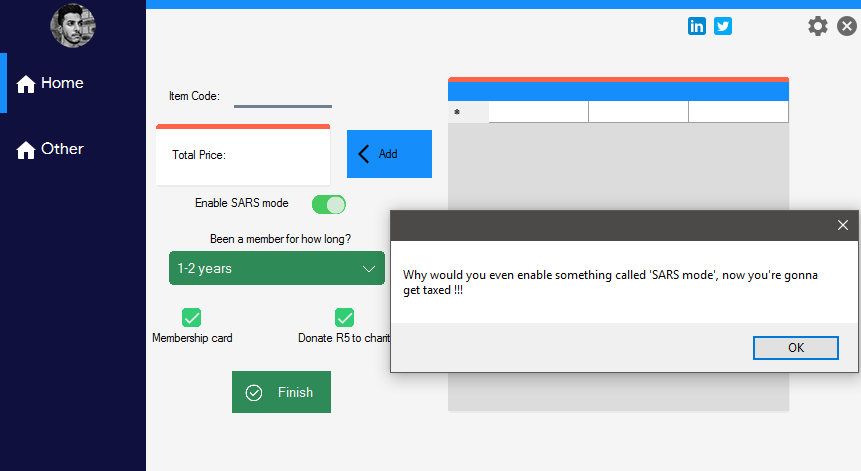 Home
Other
in
Item Code:
*
Total Price:
Add
Enable SARS mode
Been a member for how long?
1-2 years
Why would you even enable something called 'SARS mode', now you're gonna
get taxed !!!
OK
Membership card
Donate R5 to charit
Finish